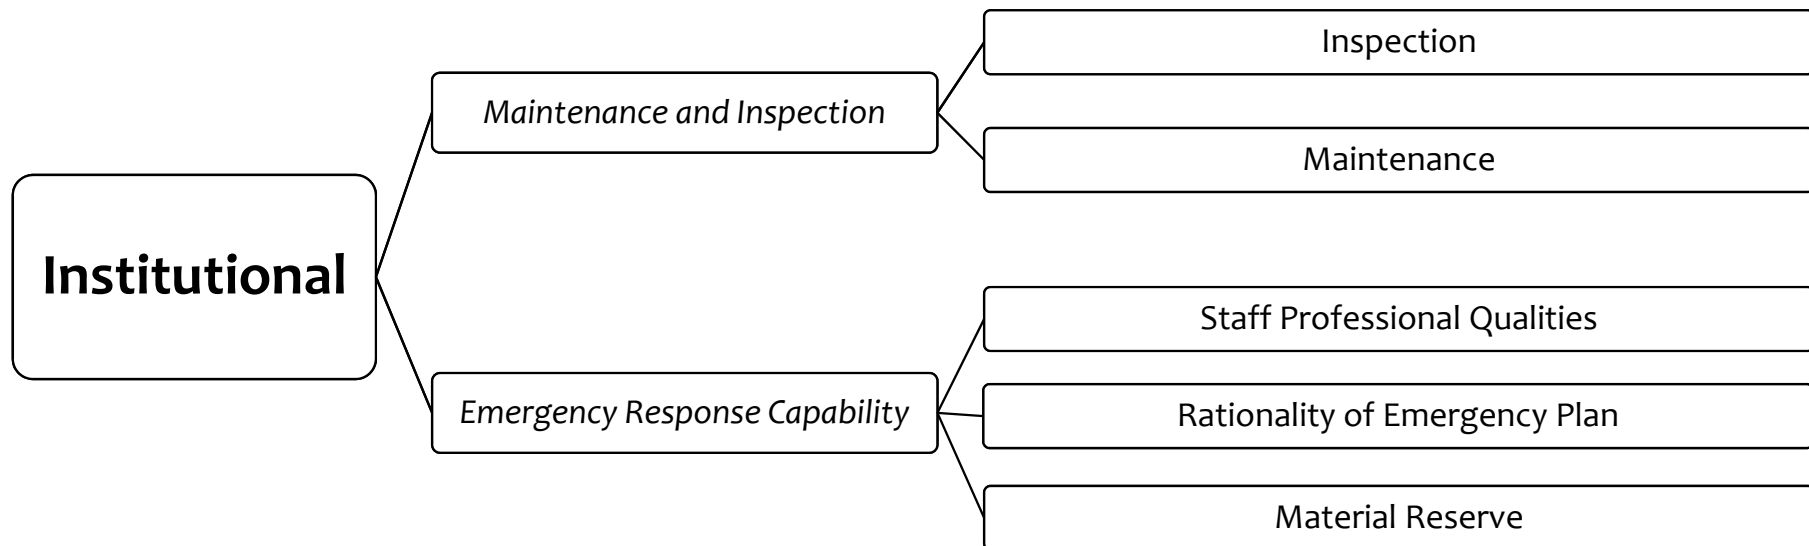 Institutional
Maintenance and Inspection
Inspection
Maintenance
Emergency Response Capability
Staff Professional Qualities
Rationality of Emergency Plan
Material Reserve